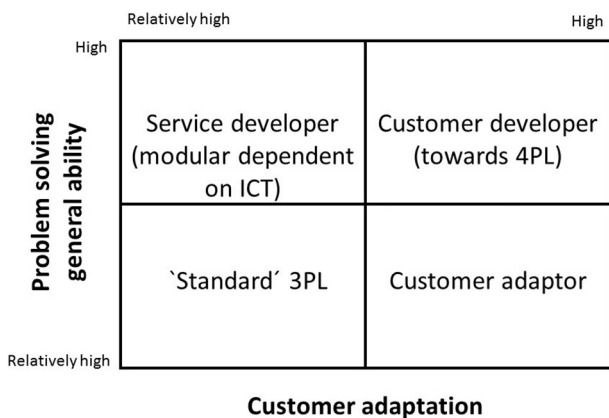 Relatively high
High
High
Service developer
(modular dependent
on ICT)
Customer developer
(towards 4PL)
Problem solving
general ability
`Standard´ 3PL
Customer adaptor
Relatively high
Customer adaptation